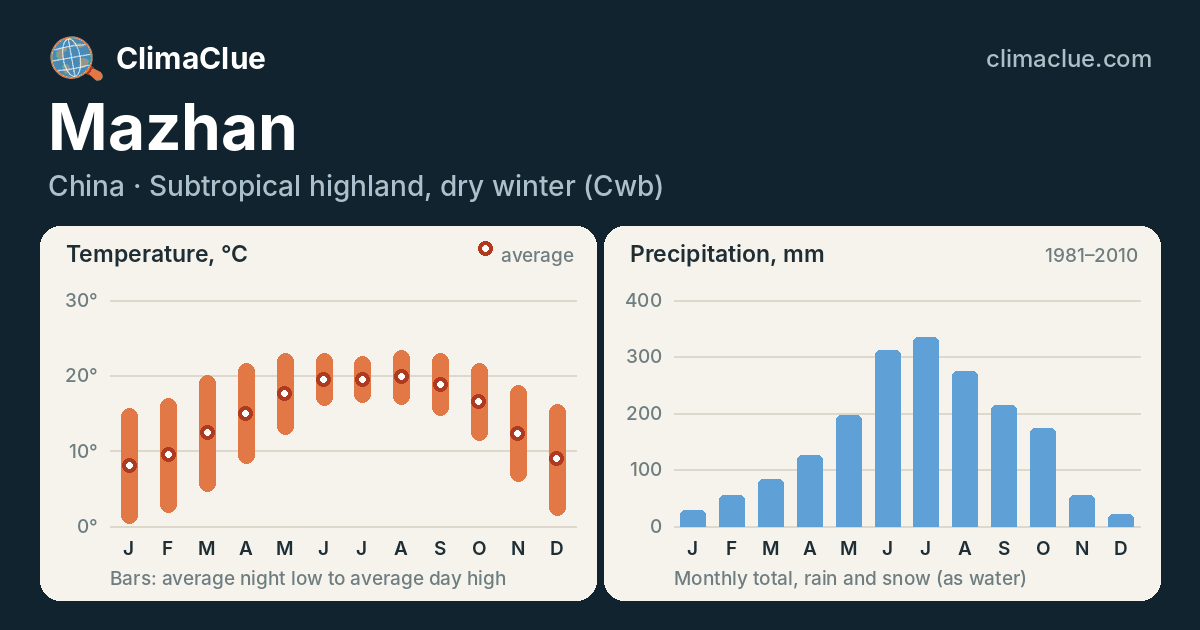 ClimaClue
climaclue.com
Mazhan
China · Subtropical highland, dry winter (Cwb)
Temperature, °C
average
30°
20°
10°
0°
J F M A M J J A S O N D
Bars: average night low to average day high
Precipitation, mm
1981–2010
400
300
200
100
0
J F M A M J J A S O N D
Monthly total, rain and snow (as water)